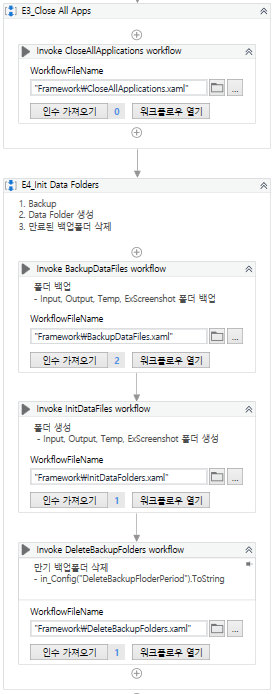 E3_Close All Apps
Invoke CloseAllApplications workflow
WorkflowFileName
"Framework₩CloseAllApplications.xaml"
...
인수 가져오기 0 워크플로우 열기
E4_Init Data Folders
1. Backup
2. Data Folder 생성
3. 만료된 백업폴더 삭제
Invoke BackupDataFiles workflow
폴더 백업
- Input, Output, Temp, ExScreenshot 폴더 백업
WorkflowFileName
"Framework₩BackupDataFiles.xaml"
...
인수 가져오기 2 워크플로우 열기
Invoke InitDataFolders workflow
폴더 생성
- Input, Output, Temp, ExScreenshot 폴더 생성
WorkflowFileName
"Framework₩InitDataFolders.xaml"
...
인수 가져오기 1 워크플로우 열기
Invoke DeleteBackupFolders workflow
만기 백업폴더 삭제
- in_Config("DeleteBackupFloderPeriod").ToString
WorkflowFileName
"Framework₩DeleteBackupFolders.xaml"
...
인수 가져오기 1 워크플로우 열기